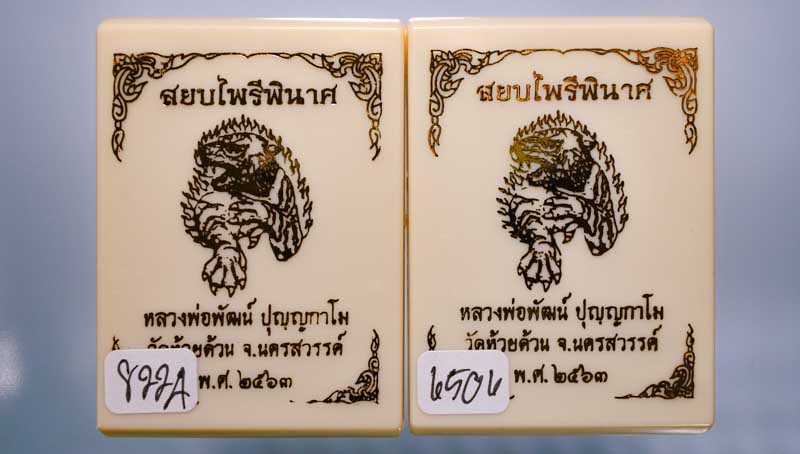 สยบไพรีพินาศ
หลวงพ่อพัฒน์ ปุญฺญกาโม
วัดห้วยด้วน จ.นครสวรรค์
พ.ศ. ๒๕๖๓
822A
สยบไพรีพินาศ
หลวงพ่อพัฒน์ ปุญฺญกาโม
วัดห้วยด้วน จ.นครสวรรค์
พ.ศ. ๒๕๖๓